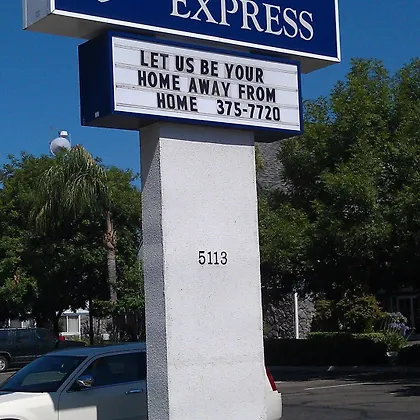 EXPRESS
LET US BE YOUR
HOME AWAY FROM
HOME 375-7720
5113